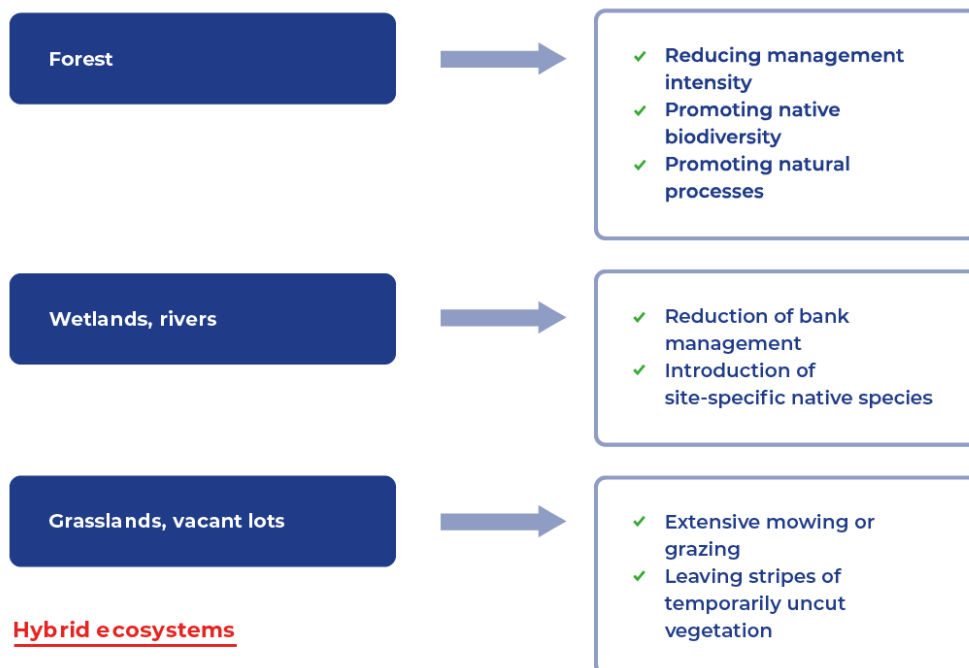 Forest
Reducing management
intensity
Promoting native
biodiversity
Promoting natural
processes
Wetlands, rivers
Reduction of bank
management
Introduction of
site-specific native species
Grasslands, vacant lots
Extensive mowing or
grazing
Leaving stripes of
temporarily uncut
vegetation
Hybrid ecosystems